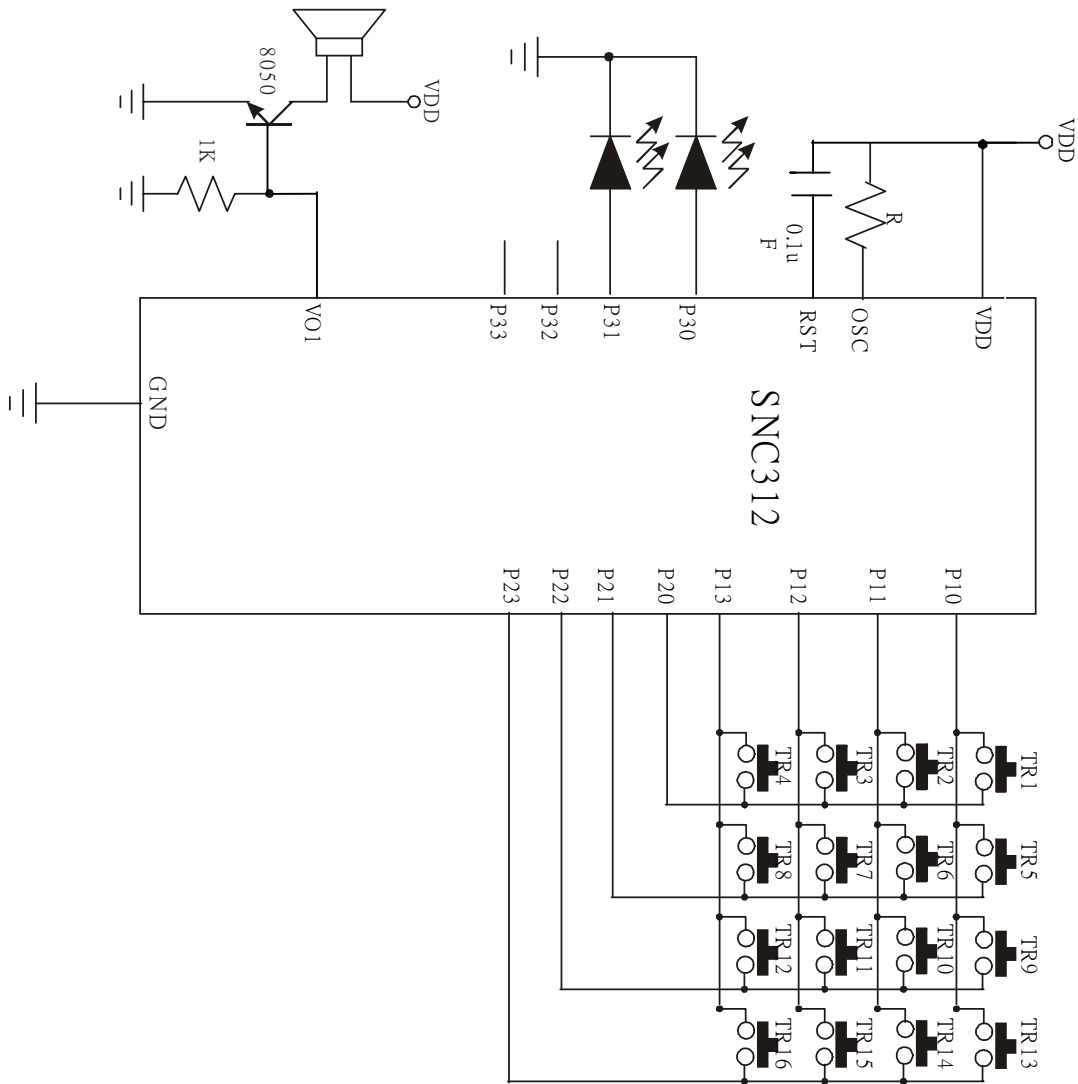 VDD
TR1
TR5
TR9
TR13
VDD
P10
TR2
TR6
TR10
TR14
R
OSC
P11
TR3
TR7
TR11
TR15
0.1u
F
RST
P12
TR4
TR8
TR12
TR16
SNC312
P13
P30
P20
P31
P21
P32
P22
P33
P23
VDD
VO1
8050
1K
GND